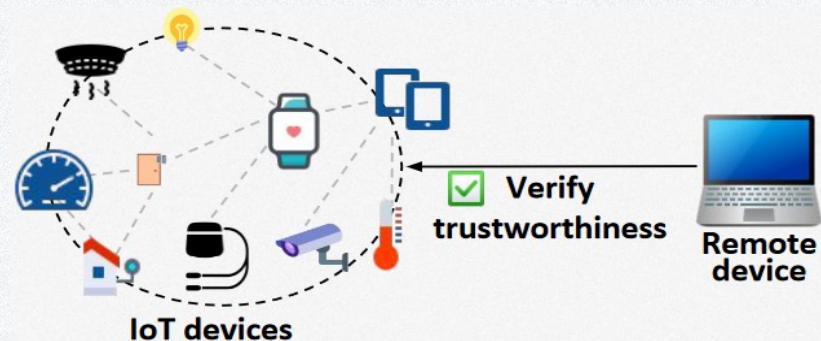 Verify
trustworthiness
Remote
device
IoT devices